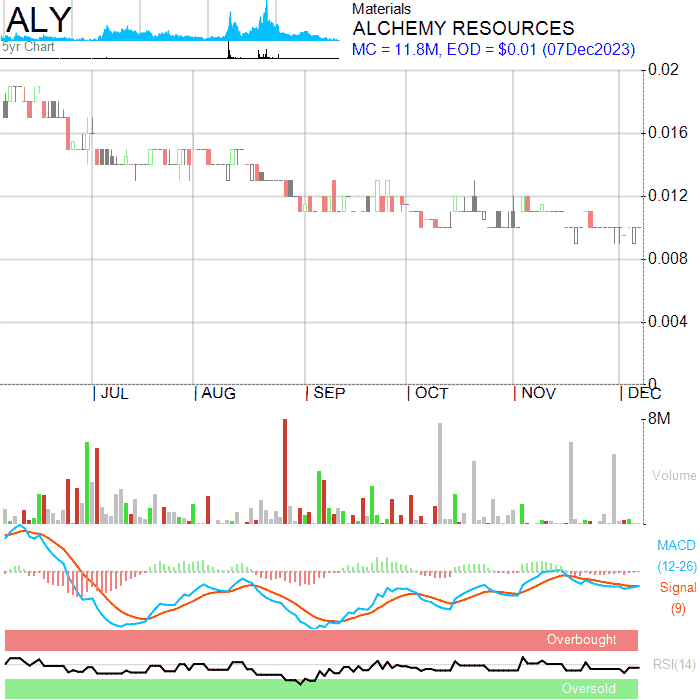 ALY
5yr Chart
Materials
ALCHEMY RESOURCES
MC = 11.8M, EOD = $0.01 (07Dec2023)
0.02
0.016
0.012
0.008
0.004
0
JUL AUG SEP OCT NOV DEC
8M
Volume
MACD
(12-26)
Signal
(9)
Overbought
RSI(14)
Oversold